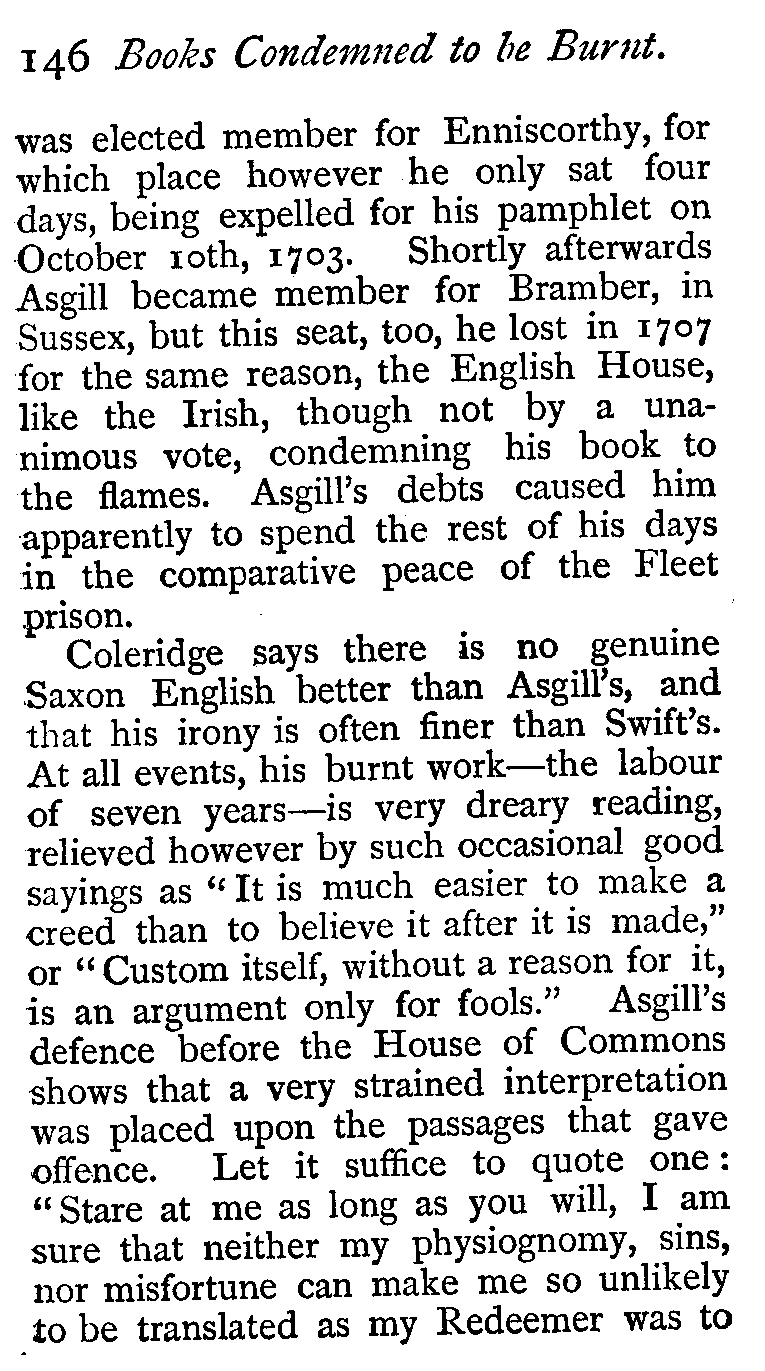 146 Books Condemned to be Burnt.
was elected member for Enniscorthy, for
which place however he only sat four
days, being expelled for his pamphlet on
October 10th, 1703. Shortly afterwards
Asgill became member for Bramber, in
Sussex, but this seat, too, he lost in 1707
for the same reason, the English House,
like the Irish, though not by a una-
nimous vote, condemning his book to
the flames. Asgill's debts caused him
apparently to spend the rest of his days
in the comparative peace of the Fleet
prison.
Coleridge says there is no genuine
Saxon English better than Asgill's, and
that his irony is often finer than Swift's.
At all events, his burnt work—the labour
of seven years—is very dreary reading,
relieved however by such occasional good
sayings as "It is much easier to make a
creed than to believe it after it is made,"
or "Custom itself, without a reason for it,
is an argument only for fools." Asgill's
defence before the House of Commons
shows that a very strained interpretation
was placed upon the passages that gave
offence. Let it suffice to quote one:
"Stare at me as long as you will, I am
sure that neither my physiognomy, sins,
nor misfortune can make me so unlikely
to be translated as my Redeemer was to